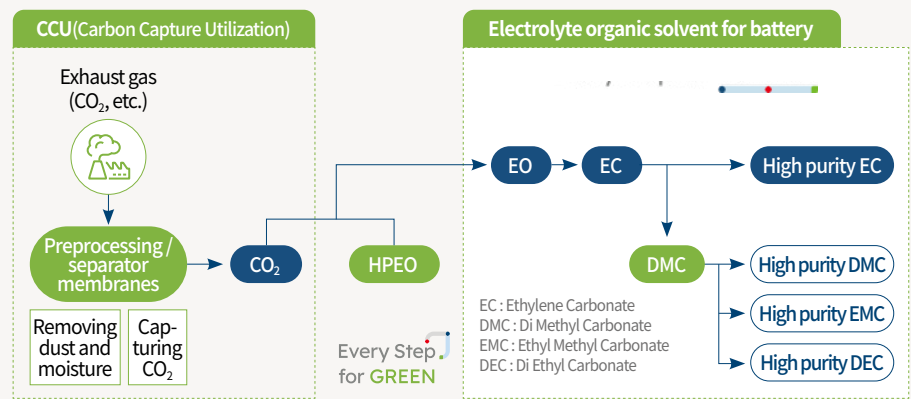 CCU(Carbon Capture Utilization)
Exhaust gas
(CO₂, etc.)
Preprocessing /
separator
membranes
Removing
dust and
moisture
Cap-
turing
CO₂
CO₂
HPEO
Every Step
for GREEN
Electrolyte organic solvent for battery
EO
EC
High purity EC
DMC
High purity DMC
High purity EMC
High purity DEC
EC : Ethylene Carbonate
DMC : Di Methyl Carbonate
EMC : Ethyl Methyl Carbonate
DEC : Di Ethyl Carbonate